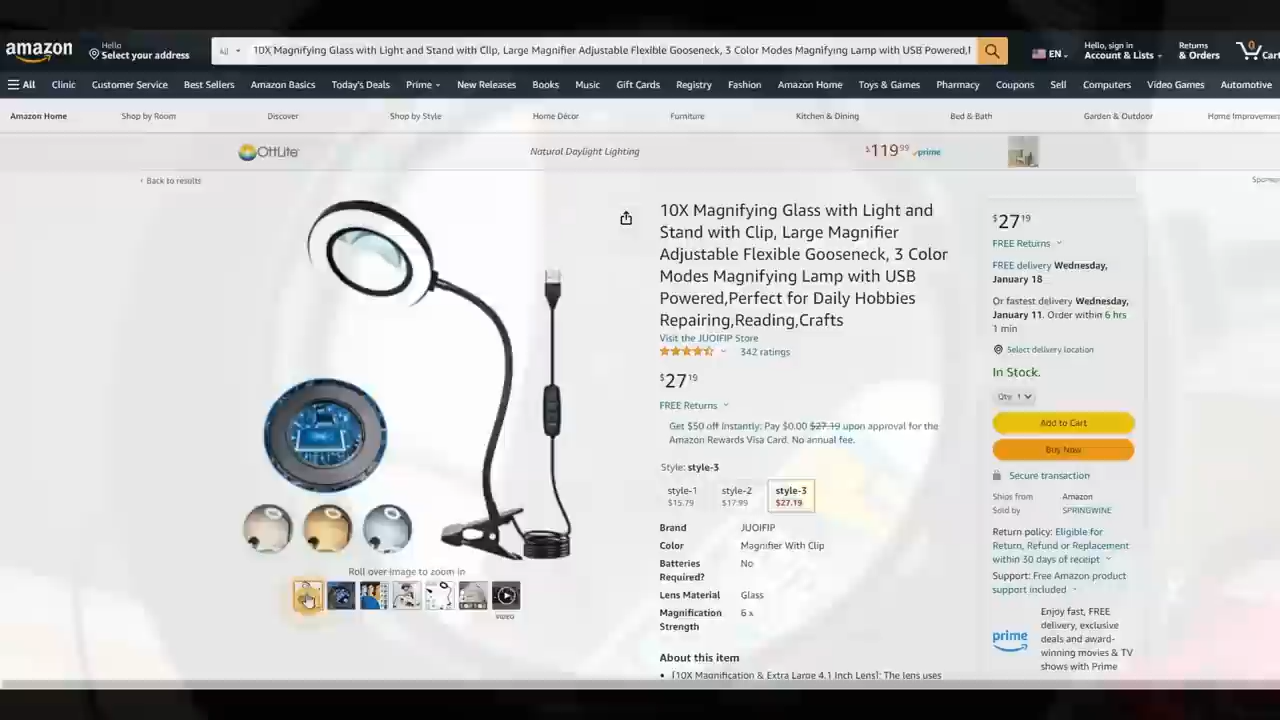 amazon
Hello
Select your address
All
10X Magnifying Glass with Light and Stand with Clip, Large Magnifier Adjustable Flexible Gooseneck, 3 Color Modes Magnifying Lamp with USB Powered,
EN
Hello, sign in
Account & Lists
Returns
& Orders
0
Cart
All
Clinic
Customer Service
Best Sellers
Amazon Basics
Today's Deals
Prime
New Releases
Books
Music
Gift Cards
Registry
Fashion
Amazon Home
Toys & Games
Pharmacy
Coupons
Sell
Computers
Video Games
Automotive
Amazon Home
Shop by Room
Discover
Shop by Style
Home Décor
Furniture
Kitchen & Dining
Bed & Bath
Garden & Outdoor
Home Improvemen
OttLite
Natural Daylight Lighting
$119.99 prime
‹ Back to results
Sponsor
10X Magnifying Glass with Light and
Stand with Clip, Large Magnifier
Adjustable Flexible Gooseneck, 3 Color
Modes Magnifying Lamp with USB
Powered,Perfect for Daily Hobbies
Repairing,Reading,Crafts
Visit the JUOIFIP Store
342 ratings
$27 19
FREE Returns
Get $50 off instantly: Pay $0.00 $27.19 upon approval for the
Amazon Rewards Visa Card. No annual fee.
Style: style-3
style-1
$15.79
style-2
$17.99
style-3
$27.19
Brand JUOIFIP
Color Magnifier With Clip
Batteries No
Required?
Lens Material Glass
Magnification 6 x
Strength
About this item
• [10X Magnification & Extra Large 4.1 Inch Lens]: The lens uses
Roll over image to zoom in
VIDEO
$27 19
FREE Returns
FREE delivery Wednesday,
January 18
Or fastest delivery Wednesday,
January 11. Order within 6 hrs
1 min
Select delivery location
In Stock.
Qty: 1
Add to Cart
Buy Now
Secure transaction
Ships from Amazon
Sold by SPRINGWINE
Return policy: Eligible for
Return, Refund or Replacement
within 30 days of receipt
Support: Free Amazon product
support included
prime
Enjoy fast, FREE
delivery, exclusive
deals and award-
winning movies & TV
shows with Prime